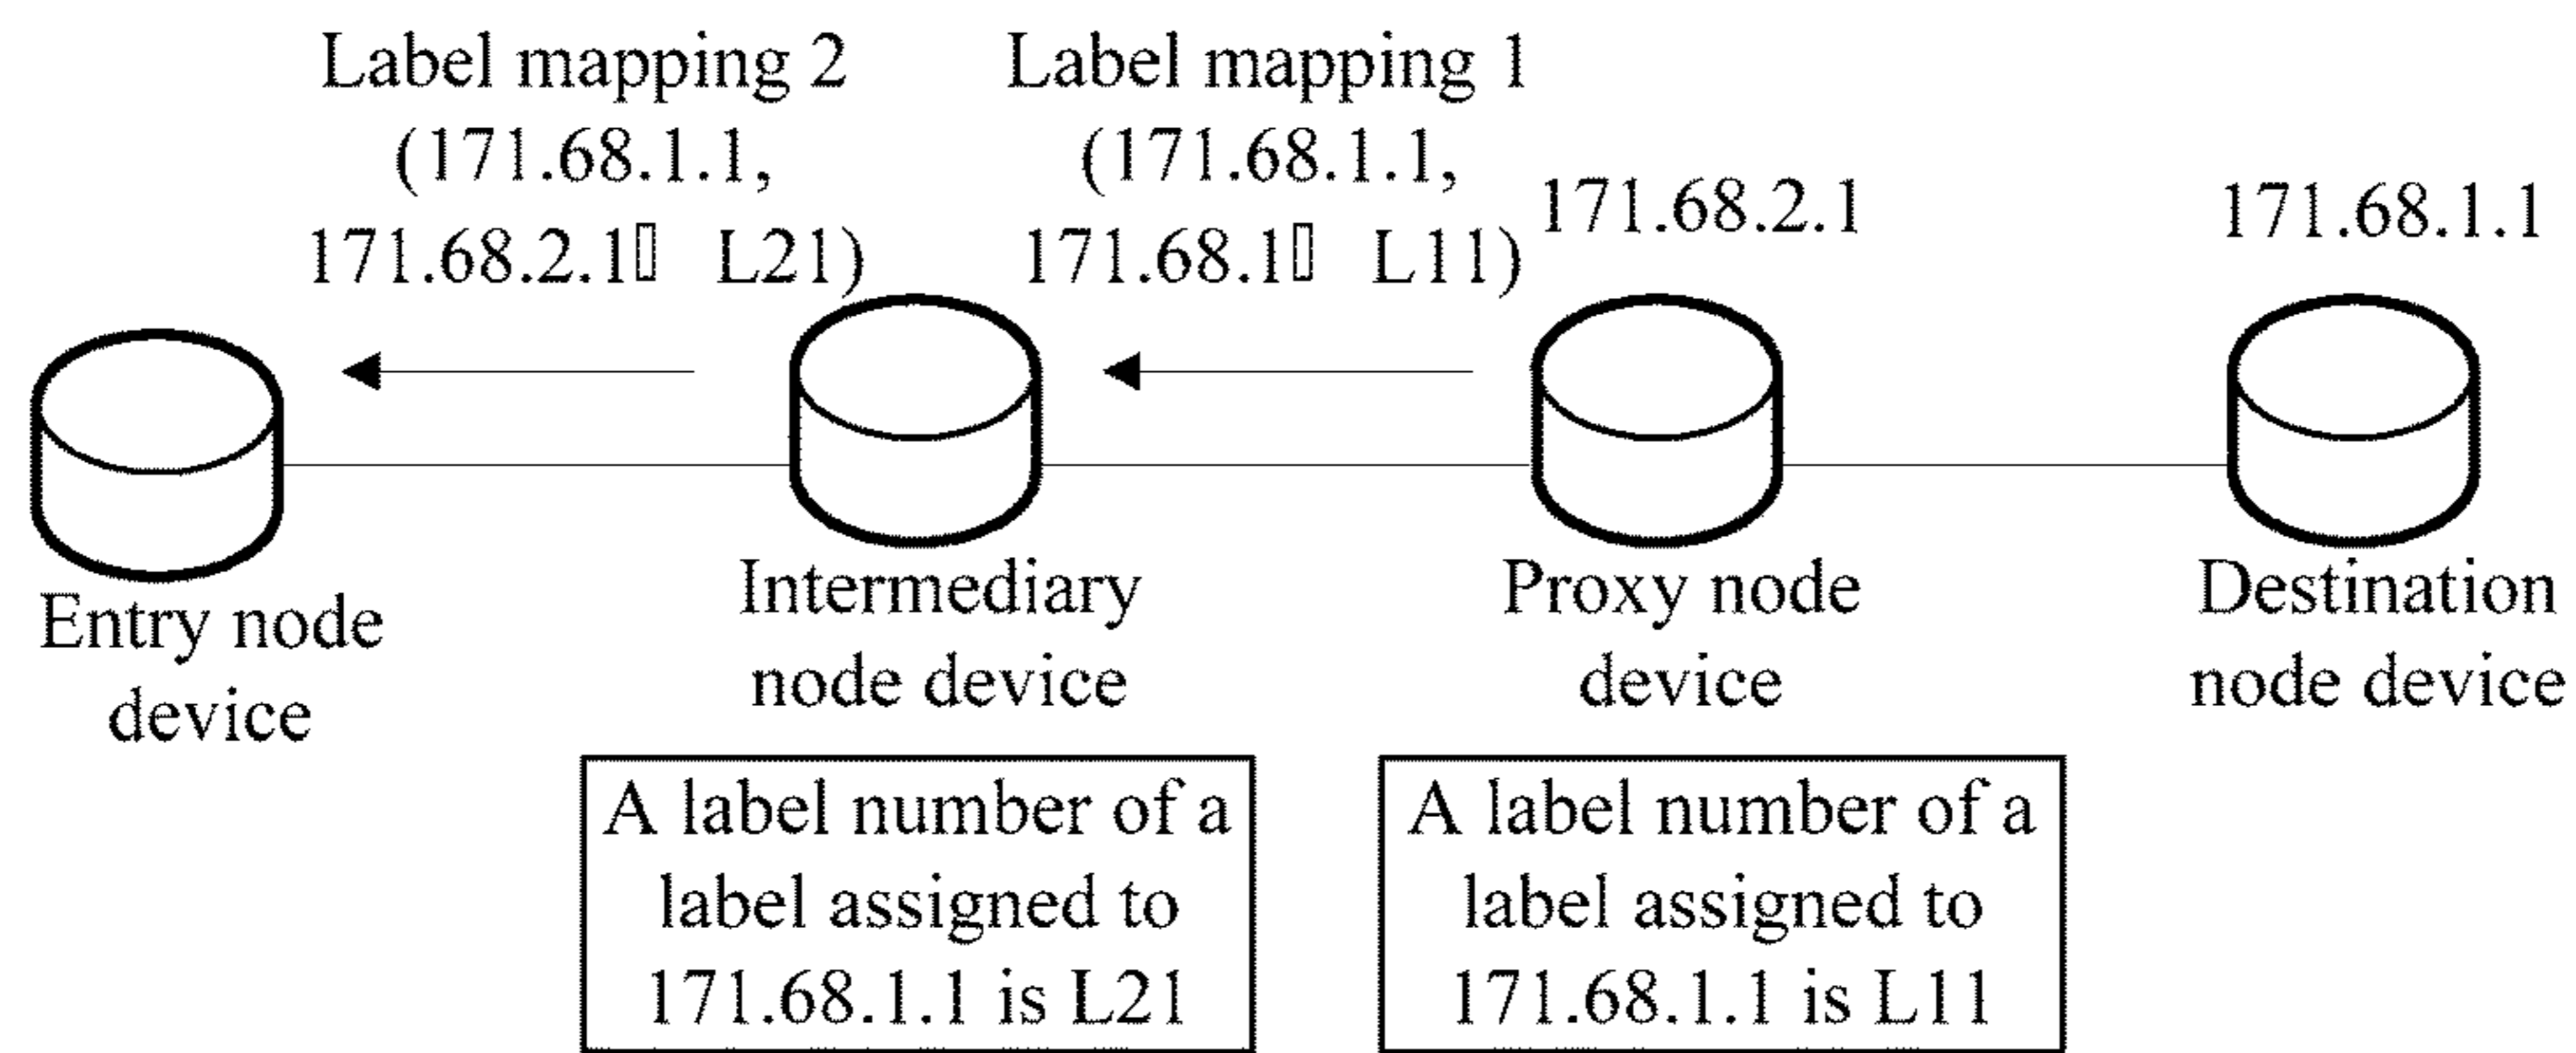 Label mapping 2
(171.68.1.1,
171.68.2.1▯ L21)
Label mapping 1
(171.68.1.1,
171.68.1▯ L11)
171.68.2.1
171.68.1.1
Entry node
device
Intermediary
node device
Proxy node
device
Destination
node device
A label number of a
label assigned to
171.68.1.1 is L21
A label number of a
label assigned to
171.68.1.1 is L11